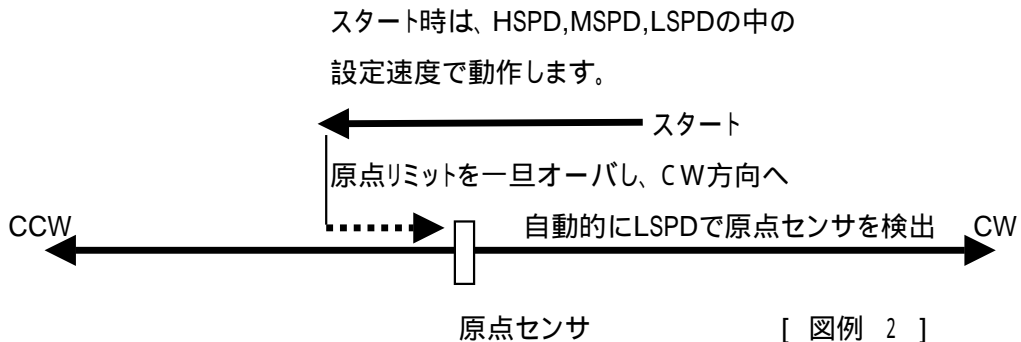 スタート時は、HSPD,MSPD,LSPDの中の
設定速度で動作します。
スタート
原点リミットを一旦オーバし、CW方向へ
CCW
自動的にLSPDで原点センサを検出
CW
原点センサ
[ 図例 2 ]